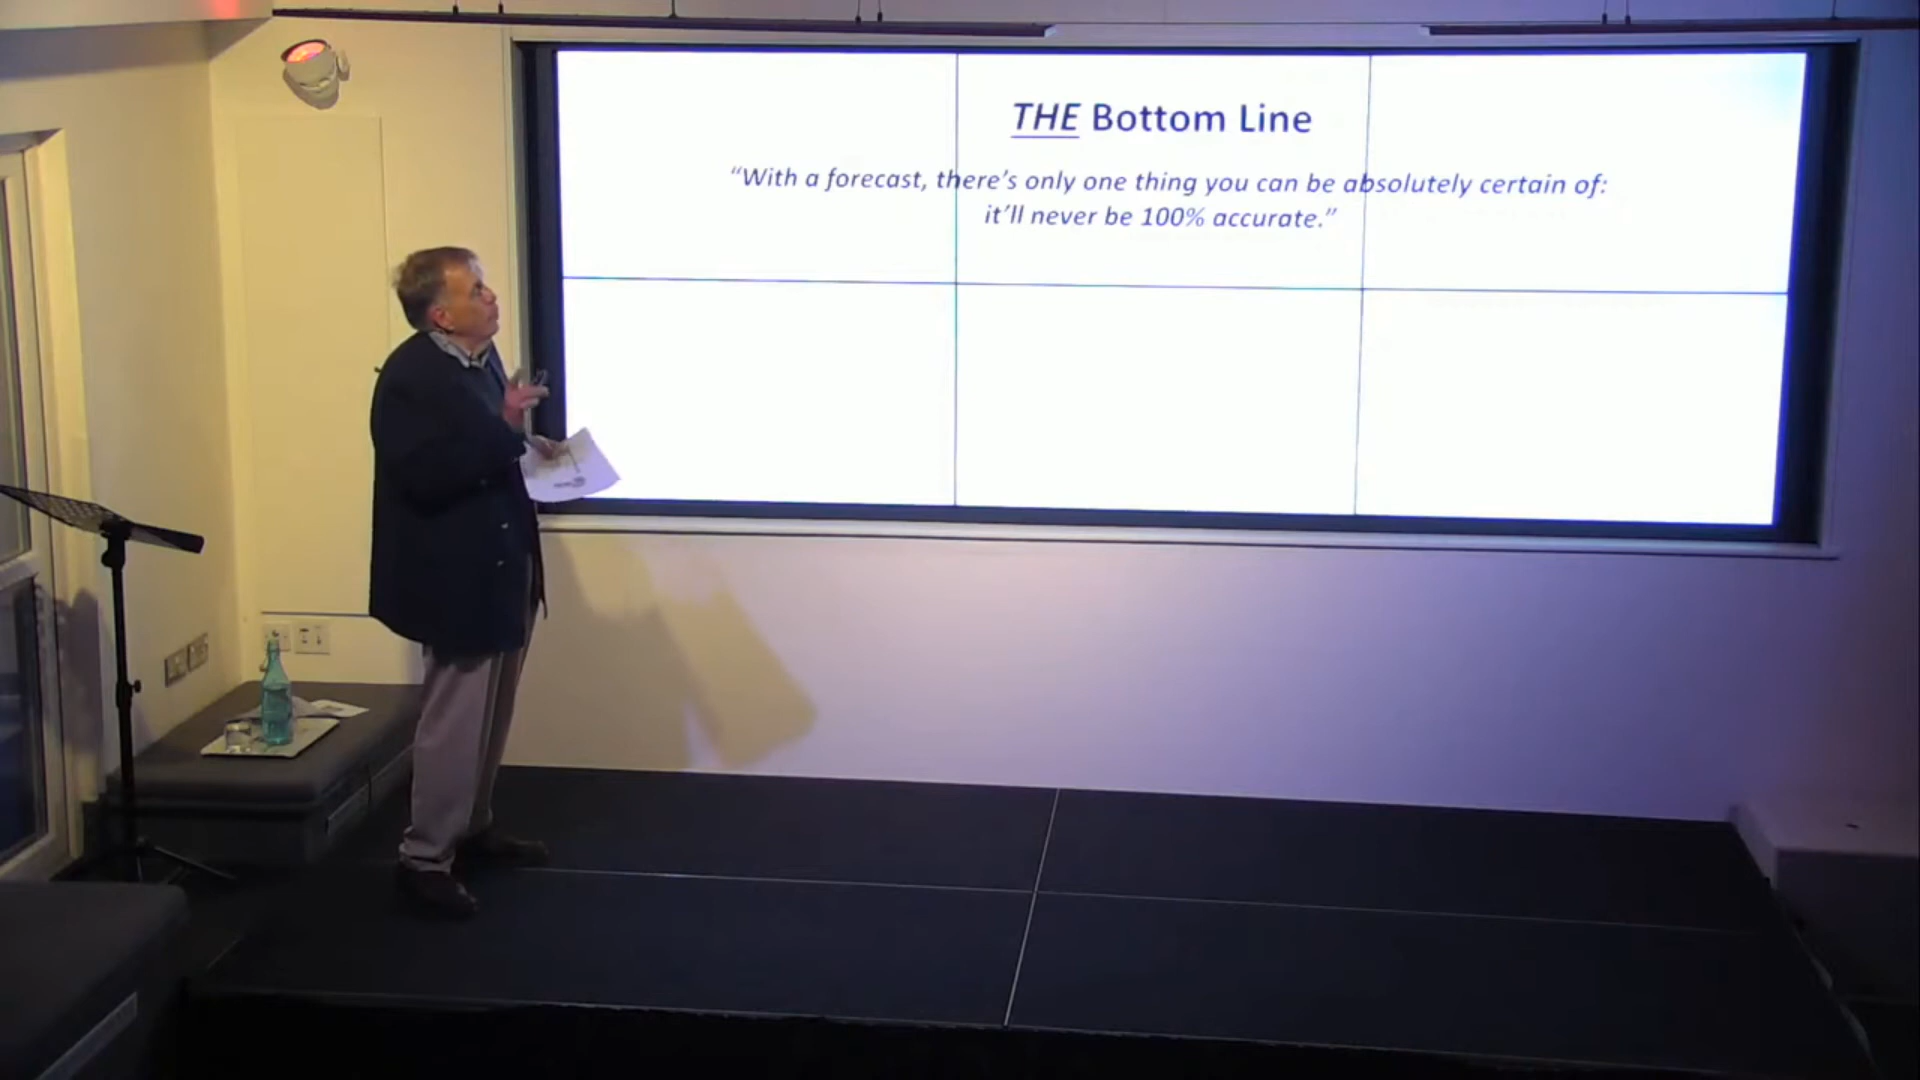 THE Bottom Line
“With a forecast, there’s only one thing you can be absolutely certain of:
it’ll never be 100% accurate.”